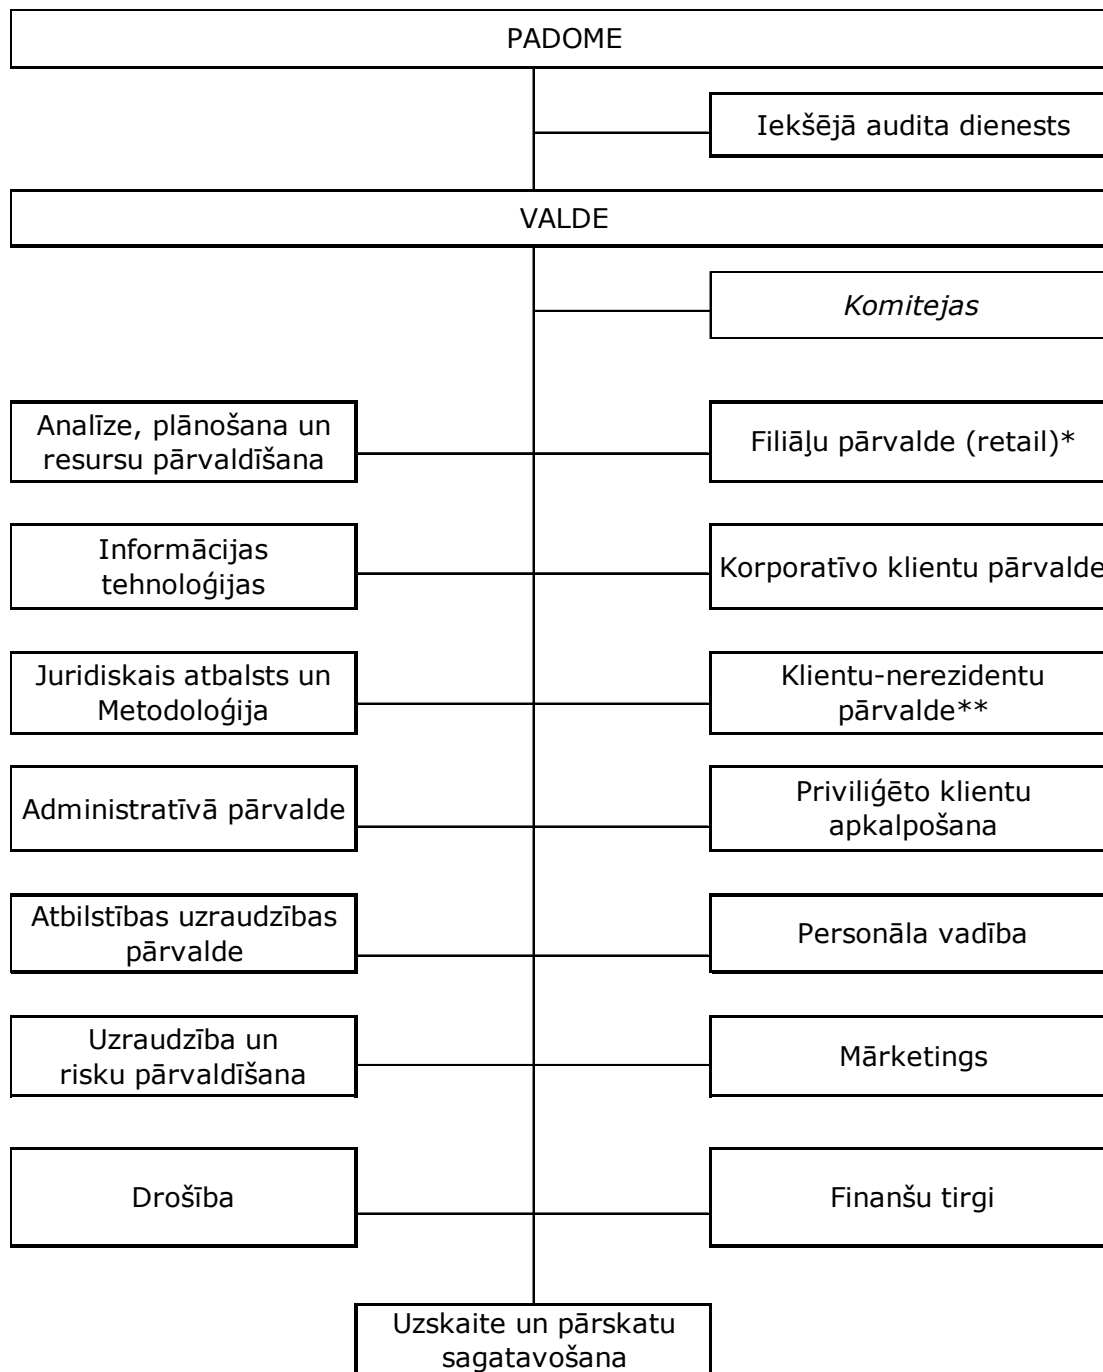 PADOME
Iekšējā audita dienests
VALDE
Komitejas
Analīze, plānošana un
resursu pārvaldīšana
Filiāļu pārvalde (retail)*
Informācijas
tehnoloģijas
Korporatīvo klientu pārvalde
Juridiskais atbalsts un
Metodoloģija
Klientu-nerezidentu
pārvalde**
Administratīvā pārvalde
Priviliģēto klientu
apkalpošana
Atbilstības uzraudzības
pārvalde
Personāla vadība
Uzraudzība un
risku pārvaldīšana
Mārketings
Drošība
Finanšu tirgi
Uzskaite un pārskatu
sagatavošana